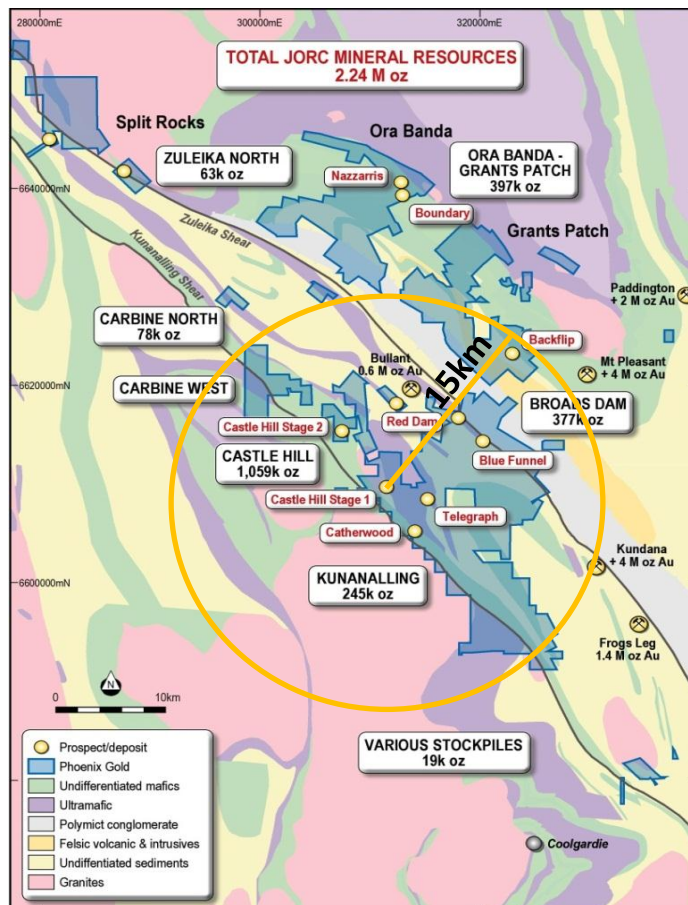 280000mE
300000mE
320000mE
TOTAL JORC MINERAL RESOURCES
2.24 M oz
Split Rocks
Ora Banda
ZULEIKA NORTH
63k oz
ORA BANDA -
GRANTS PATCH
397k oz
Nazzarris
6640000mN
Boundary
Zuleika Shear
Grants Patch
Kunanalling Shear
Paddington
+ 2 M oz Au
CARBINE NORTH
78k oz
Backflip
Bullant
0.6 M oz Au
15km
Mt Pleasant
+ 4 M oz Au
6620000mN
CARBINE WEST
BROADS DAM
377k oz
Red Dam
Castle Hill Stage 2
CASTLE HILL
1,059k oz
Blue Funnel
Castle Hill Stage 1
Telegraph
Catherwood
Kundana
+ 4 M oz Au
6600000mN
KUNANALLING
245k oz
Frogs Leg
1.4 M oz Au
N
0
10km
VARIOUS STOCKPILES
19k oz
Prospect/deposit
Phoenix Gold
Undifferentiated mafics
Ultramafic
Polymict conglomerate
Felsic volcanic & intrusives
Undiffentiated sediments
Granites
Coolgardie